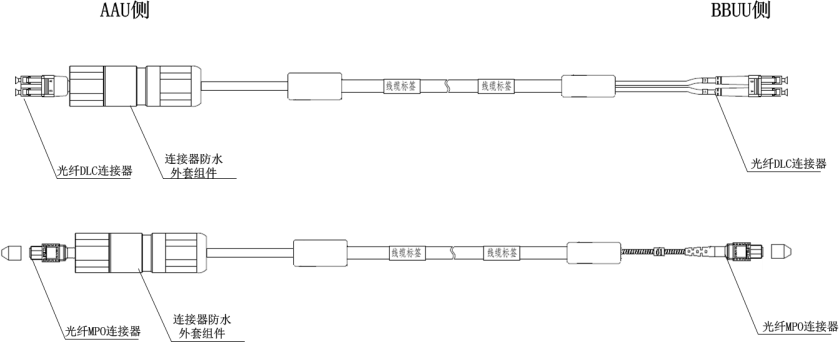 AAU侧
BBUU侧
线缆标签
线缆标签
光纤DLC连接器
连接器防水
外套组件
光纤DLC连接器
线缆标签
线缆标签
光纤MPO连接器
连接器防水
外套组件
光纤MPO连接器